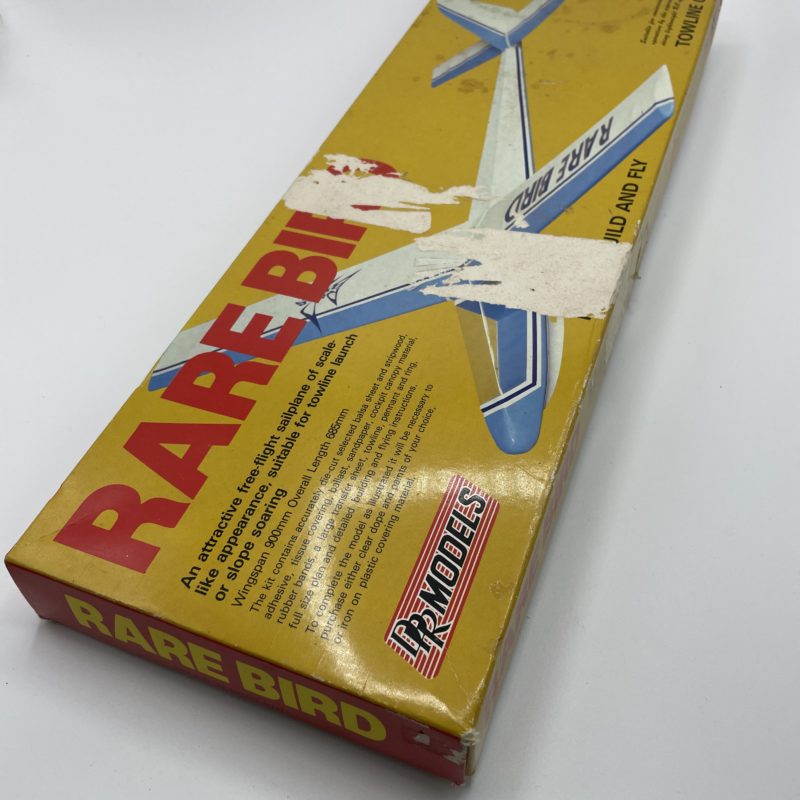 TOWLINE
RARE BIRD
BUILD AND FLY
RARE BIRD
An attractive free-flight sailplane of scale-
like appearance, suitable for towline launch
or slope soaring
Wingspan 900mm Overall Length 685mm
The kit contains accurately die-cut selected balsa sheet and stripwood,
adhesive, tissue covering, ballast, sandpaper, cockpit canopy material,
rubber bands, a large transfer sheet, towline, pennant and ring,
full size plan and detailed building and flying instructions.
To complete the model as illustrated it will be necessary to
purchase either clear dope and paints of your choice,
or iron on plastic covering material.
DPR MODELS
RARE BIRD